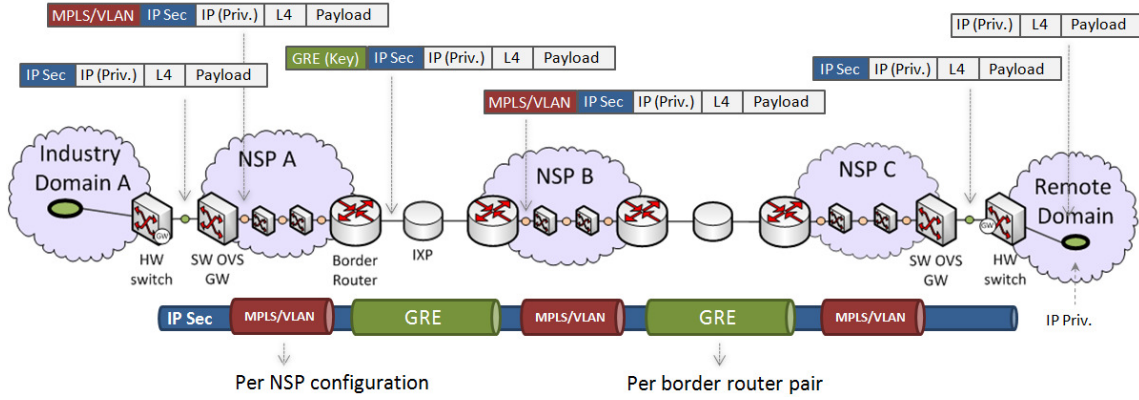 MPLS/VLAN IP Sec IP (Priv.) L4 Payload
IP (Priv.) L4 Payload
GRE (Key) IP Sec IP (Priv.) L4 Payload
IP Sec IP (Priv.) L4 Payload
IP Sec IP (Priv.) L4 Payload
MPLS/VLAN IP Sec IP (Priv.) L4 Payload
Industry
Domain A
NSP A
NSP B
NSP C
Remote
Domain
GW
GW
HW
switch
SW OVS
GW
Border
Router
IXP
SW OVS
GW
HW
switch
IP Sec MPLS/VLAN GRE MPLS/VLAN GRE MPLS/VLAN
IP Priv.
Per NSP configuration
Per border router pair